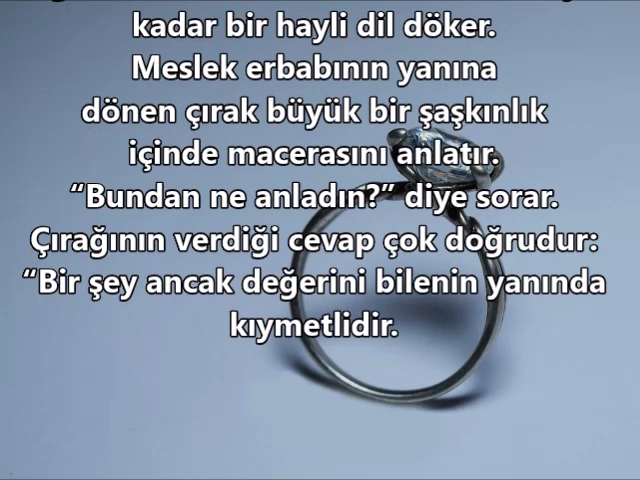 kadar bir hayli dil döker.
Meslek erbabının yanına
dönen çırak büyük bir şaşkınlık
içinde macerasını anlatır.
“Bundan ne anladın?” diye sorar.
Çırağının verdiği cevap çok doğrudur:
“Bir şey ancak değerini bilenin yanında
kıymetlidir.